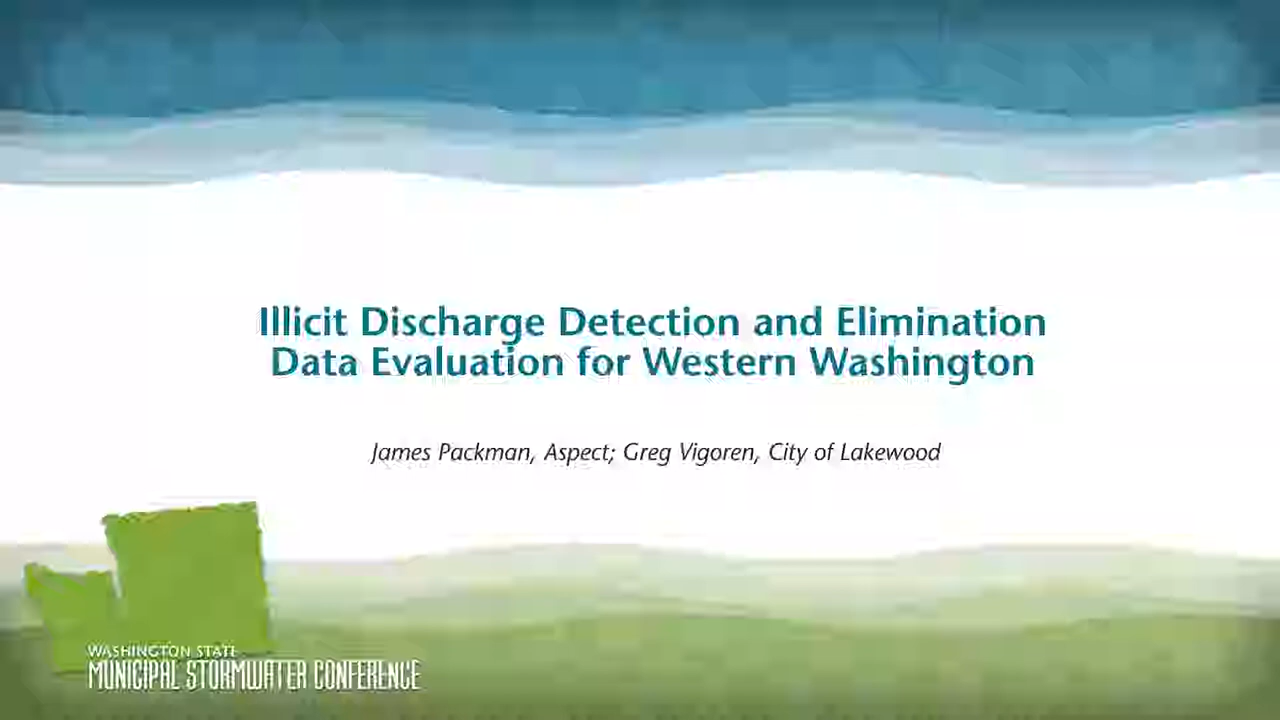 Illicit Discharge Detection and Elimination
Data Evaluation for Western Washington
James Packman, Aspect; Greg Vigoren, City of Lakewood
WASHINGTON STATE
MUNICIPAL STORMWATER CONFERENCE